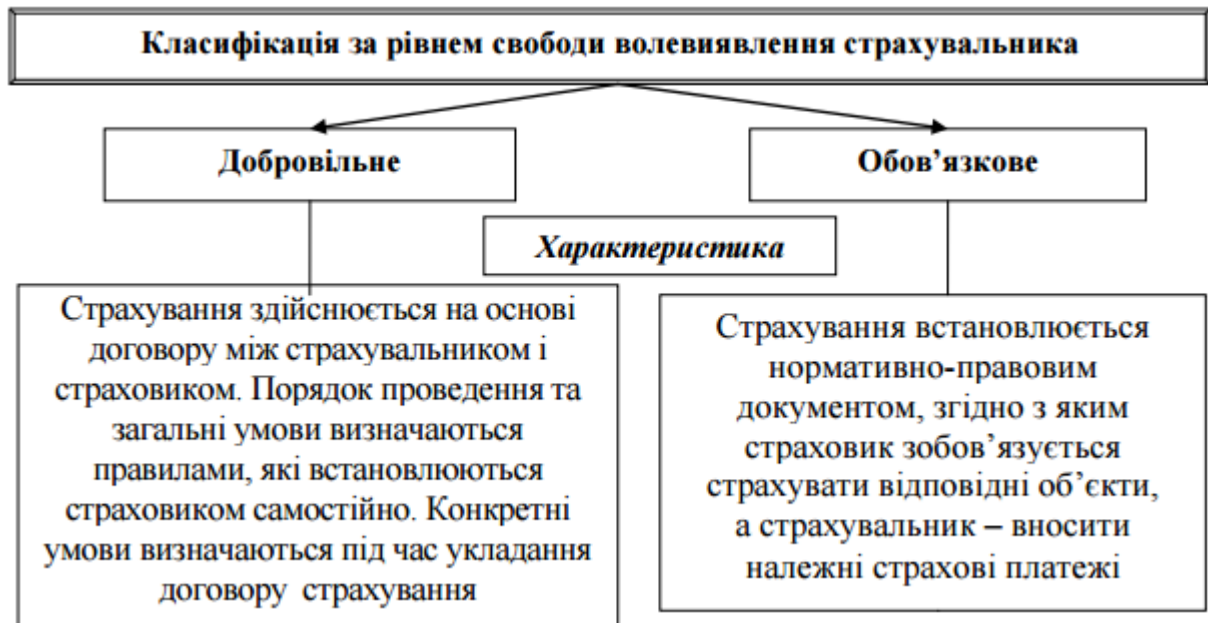 Класифікація за рівнем свободи волевиявлення страхувальника
Добровільне
Обов’язкове
Характеристика
Страхування здійснюється на основі
договору між страхувальником і
страховиком. Порядок проведення та
загальні умови визначаються
правилами, які встановлюються
страховиком самостійно. Конкретні
умови визначаються під час укладання
договору страхування
Страхування встановлюється
нормативно-правовим
документом, згідно з яким
страховик зобов’язується
страхувати відповідні об’єкти,
а страхувальник – вносити
належні страхові платежі